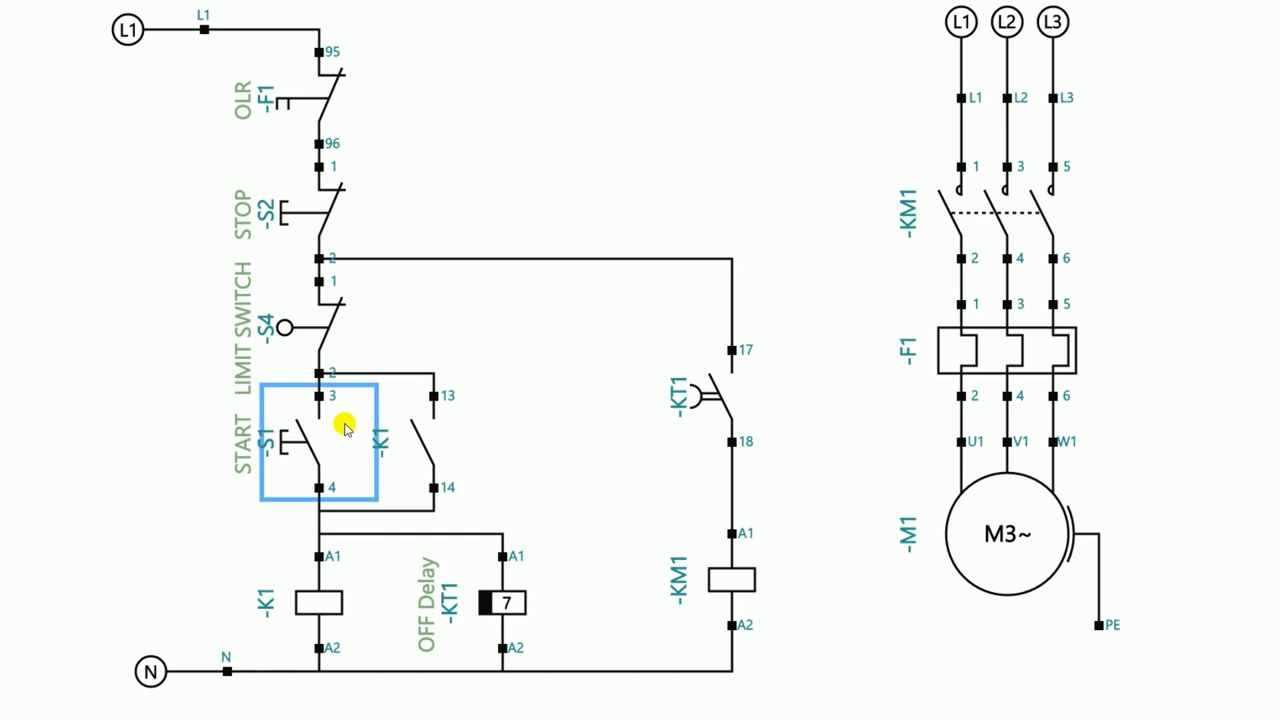 L1
L1
95
OLR
-F1
96
1
STOP
-S2
2
1
LIMIT SWITCH
-S4
2
3
13
START
-S1
-K1
4
14
A1
A1
-K1
OFF Delay
-KT1
7
A2
A2
N
N
17
-KT1
18
A1
-KM1
A2
L1
L2
L3
L1
L2
L3
1
3
5
-KM1
2
4
6
1
3
5
-F1
2
4
6
U1
V1
W1
-M1
M3~
PE